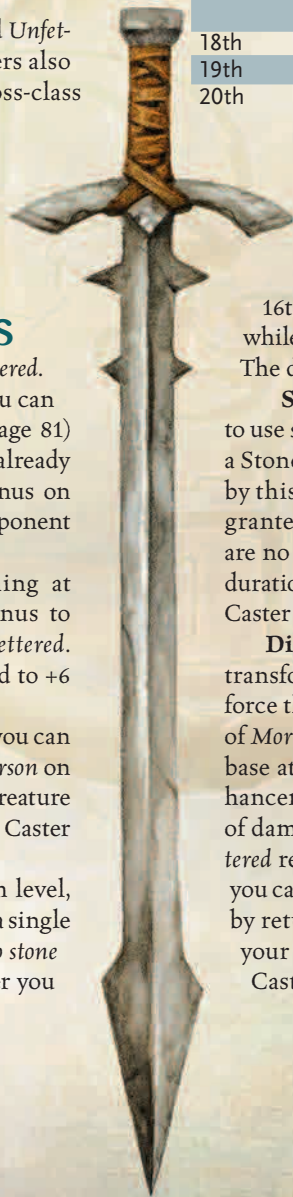 Unfet-
ers also
oss-class
S
ered.
u can
age 81)
already
nus on
ponent
ing at
nus to
ettered.
d to +6
you can
rson on
reature
Caster
level,
single
stone
r you
18th
19th
20th
16t
while
The
S
to use s
a Stone
by this
grante
are no
duratio
Caster
Di
transfo
force th
of Mor
base at
hancer
of dam
tered re
you ca
by ret
your
Cast